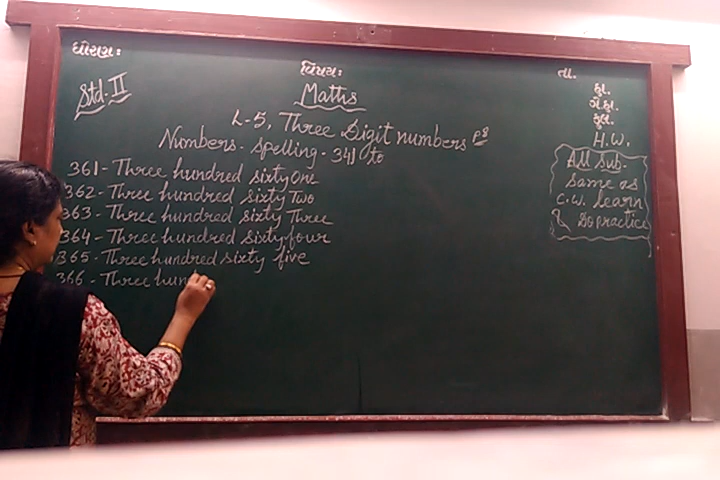 ધોરણ:
વિષય:
તા.
Std. II
Maths
હા.
ગે.હા.
કુલ.
L-5, Three Digit numbers P8
Numbers - Spelling - 341 to
361 - Three hundred sixty One
362 - Three hundred sixty Two
363 - Three hundred sixty Three
364 - Three hundred sixty four
365 - Three hundred sixty five
366 - Three hun
H.W.
All Sub.
Same as
C.W. learn
& Do practice